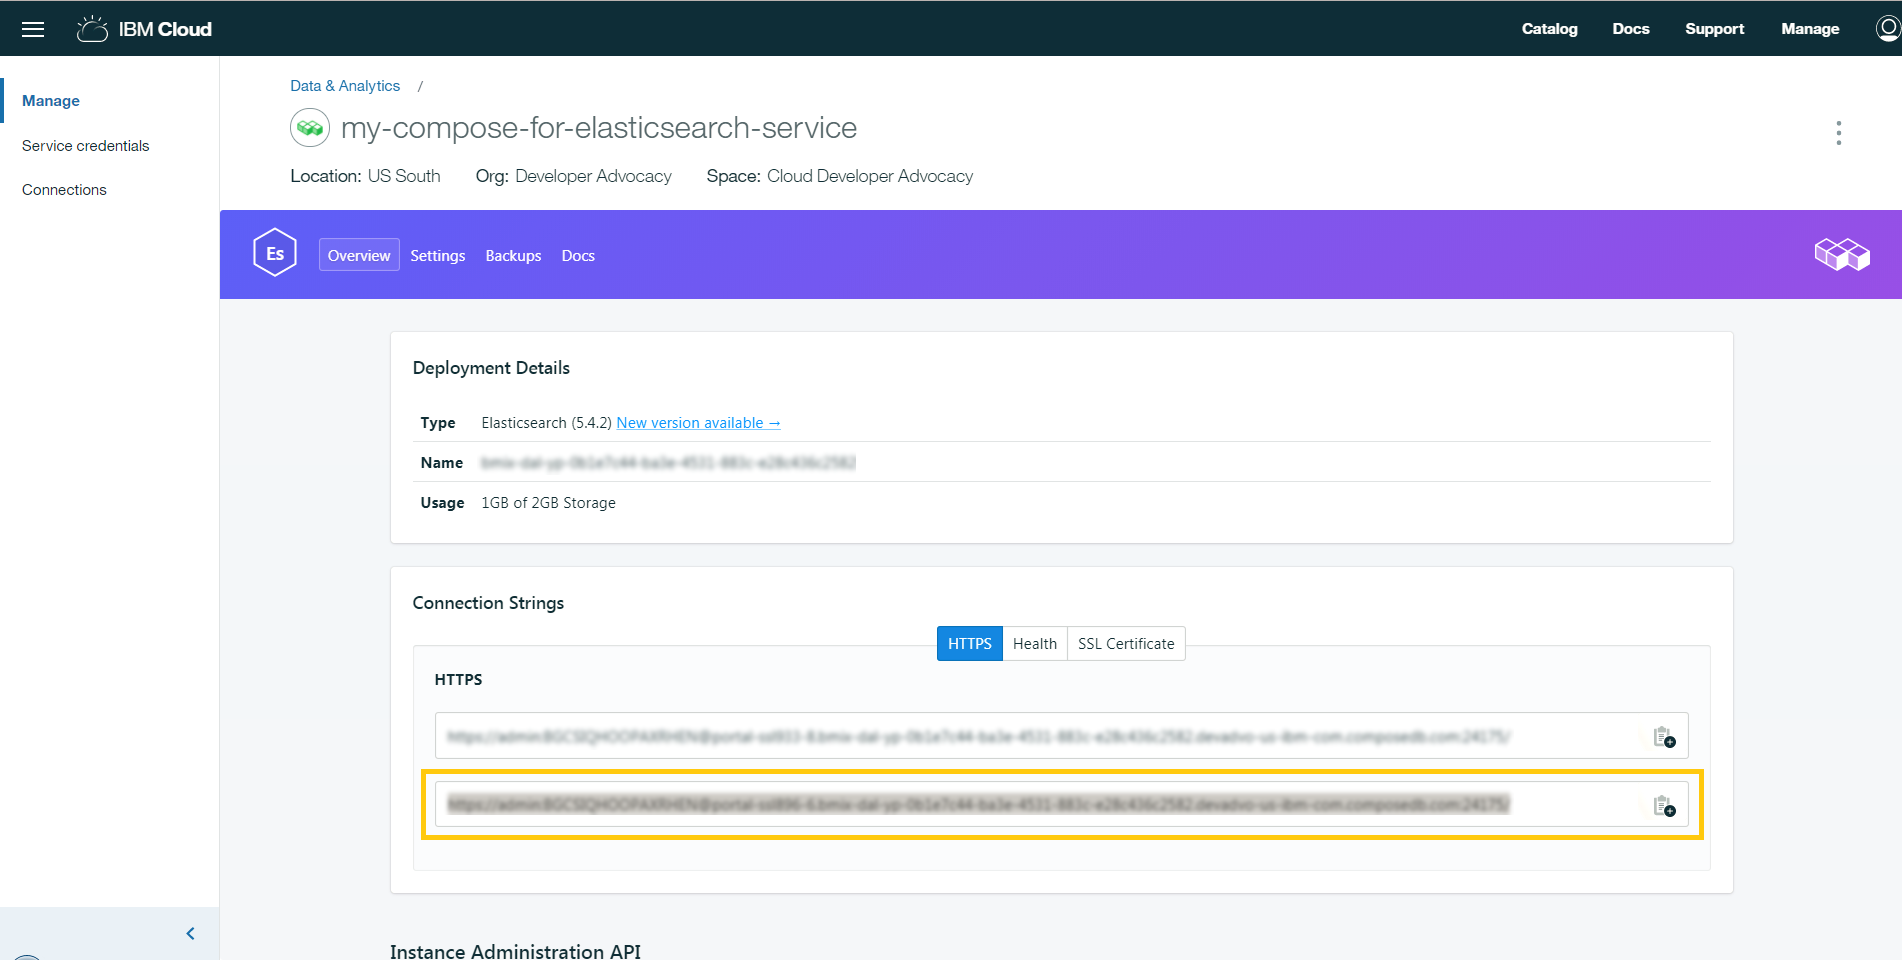 IBM Cloud
Catalog Docs Support Manage
Manage
Service credentials
Connections
Data & Analytics /
my-compose-for-elasticsearch-service
Location: US South Org: Developer Advocacy Space: Cloud Developer Advocacy
Es Overview Settings Backups Docs
Deployment Details
Type Elasticsearch (5.4.2) New version available →
Name
Usage 1GB of 2GB Storage
Connection Strings
HTTPS Health SSL Certificate
HTTPS
Instance Administration API